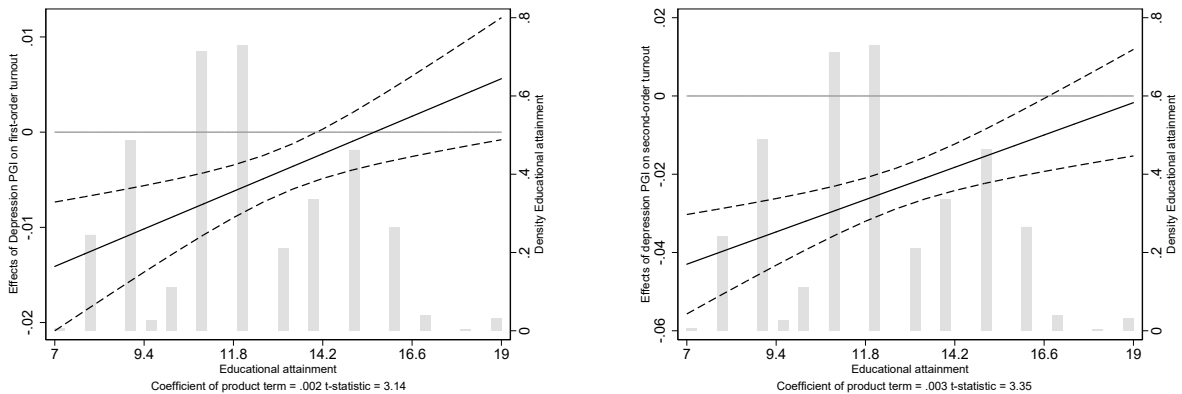 Effects of Depression PGI on first-order turnout
.01
0
-.01
-.02
.8
.6
.4
.2
0
Density Educational attainment
7 9.4 11.8 14.2 16.6 19
Educational attainment
Coefficient of product term = .002 t-statistic = 3.14
Effects of depression PGI on second-order turnout
.02
0
-.02
-.04
-.06
.8
.6
.4
.2
0
Density Educational attainment
7 9.4 11.8 14.2 16.6 19
Educational attainment
Coefficient of product term = .003 t-statistic = 3.35